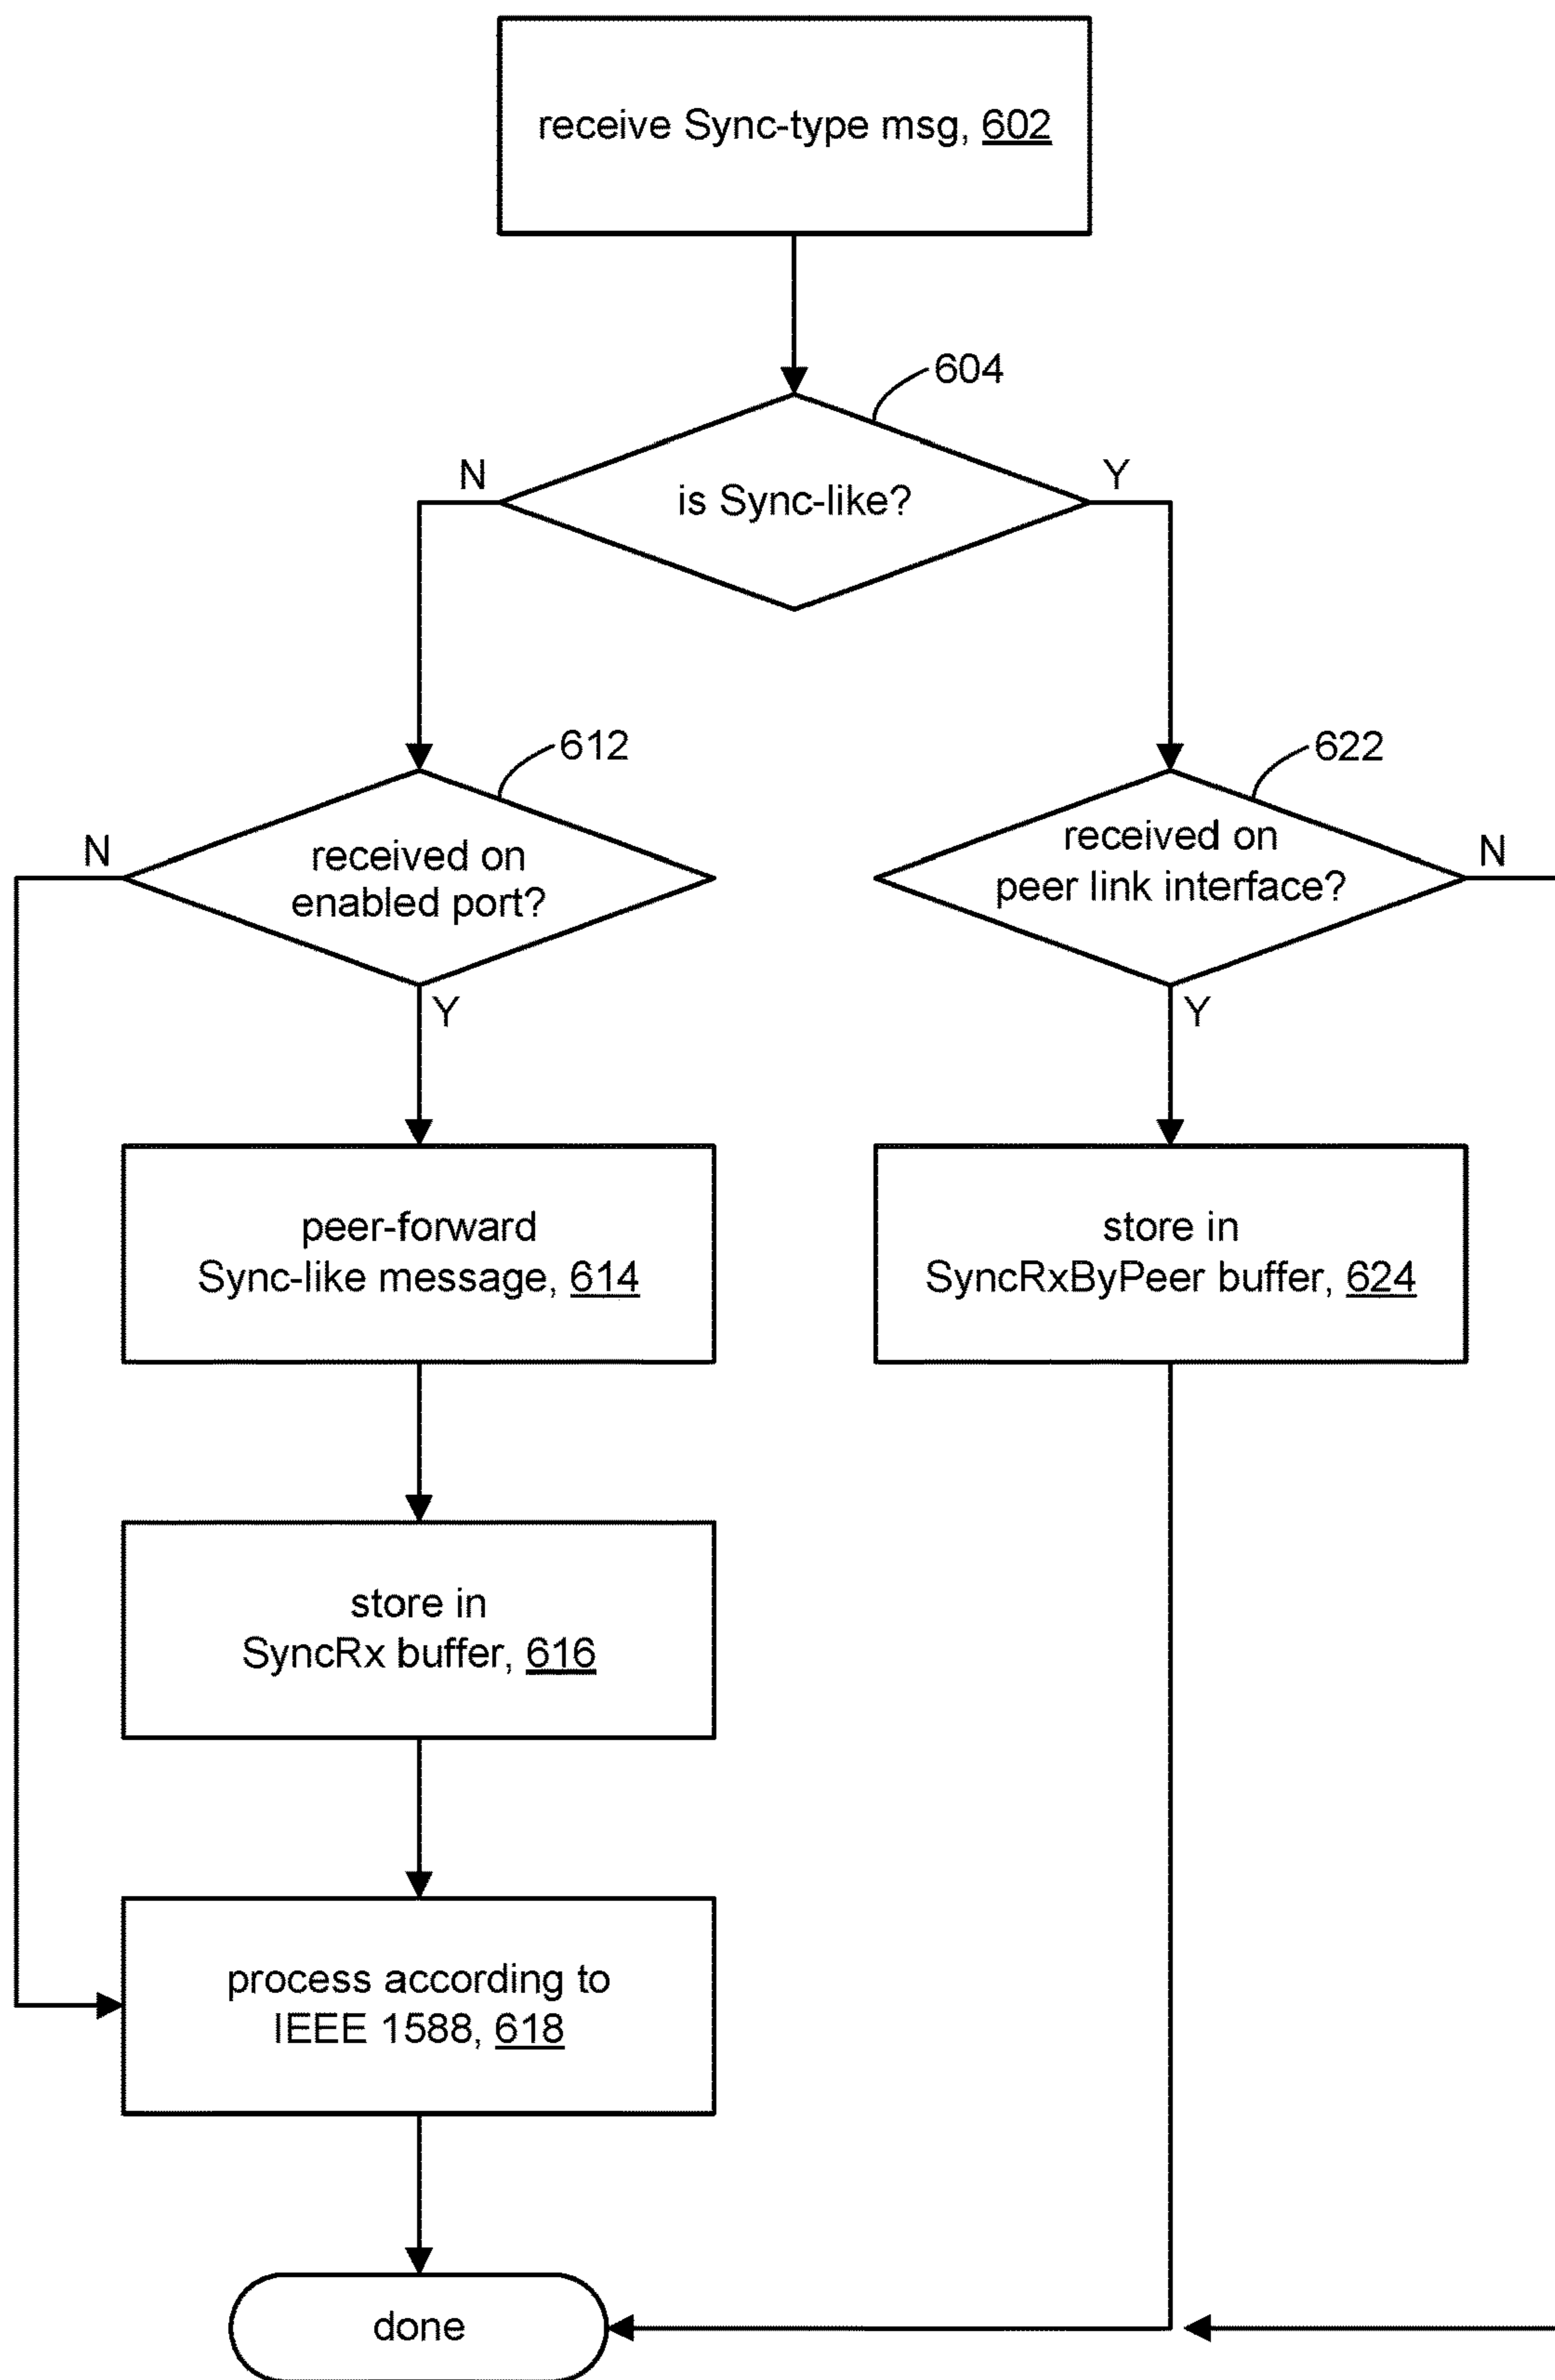 receive Sync-type msg, 602
604
N
is Sync-like?
Y
612
N
received on
enabled port?
Y
622
received on
peer link interface?
N
Y
peer-forward
Sync-like message, 614
store in
SyncRxByPeer buffer, 624
store in
SyncRx buffer, 616
process according to
IEEE 1588, 618
done